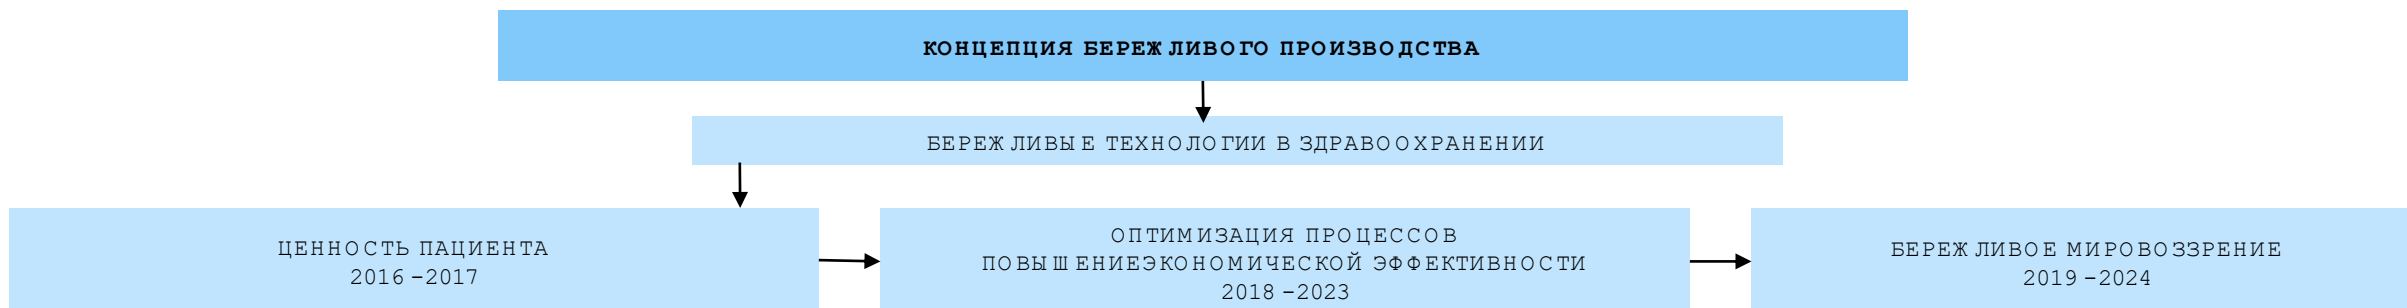 КОНЦЕПЦИЯ БЕРЕЖЛИВОГО ПРОИЗВОДСТВА
БЕРЕЖЛИВЫЕ ТЕХНОЛОГИИ В ЗДРАВООХРАНЕНИИ
ЦЕННОСТЬ ПАЦИЕНТА
2016-2017
ОПТИМИЗАЦИЯ ПРОЦЕССОВ
ПОВЫШЕНИЕЭКОНОМИЧЕСКОЙ ЭФФЕКТИВНОСТИ
2018-2023
БЕРЕЖЛИВОЕ МИРОВОЗЗРЕНИЕ
2019-2024